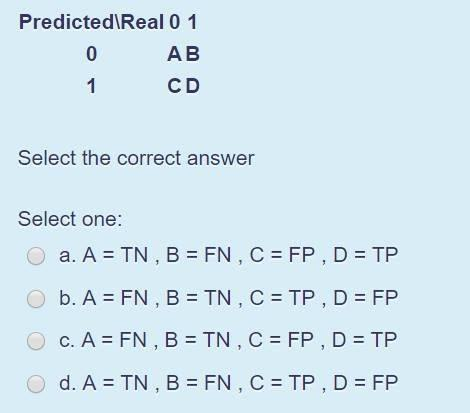 Predicted\Real 0 1
0 A B
1 C D
Select the correct answer
Select one:
a. A = TN , B = FN , C = FP , D = TP
b. A = FN , B = TN , C = TP , D = FP
c. A = FN , B = TN , C = FP , D = TP
d. A = TN , B = FN , C = TP , D = FP